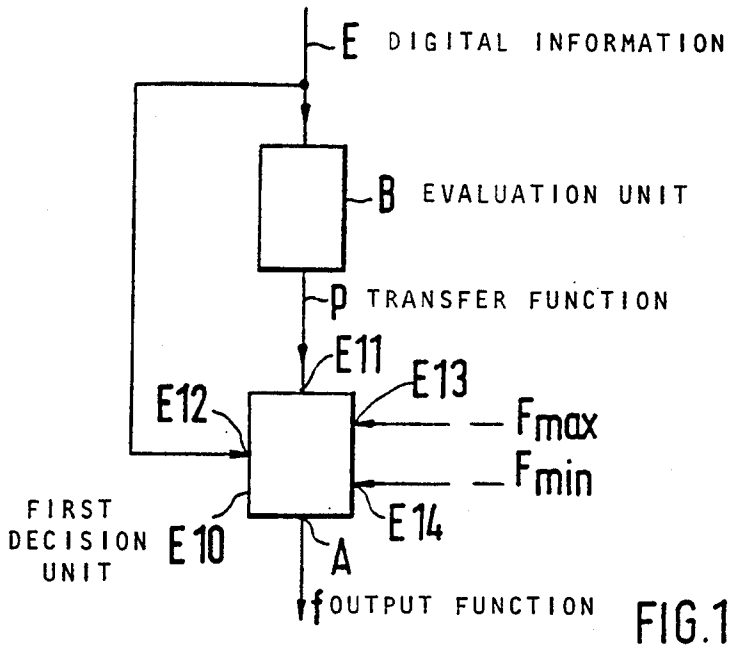 E DIGITAL INFORMATION
B EVALUATION UNIT
P TRANSFER FUNCTION
E11
E12
E13
Fmax
Fmin
E14
FIRST
DECISION
UNIT
E10
A
f OUTPUT FUNCTION
FIG.1